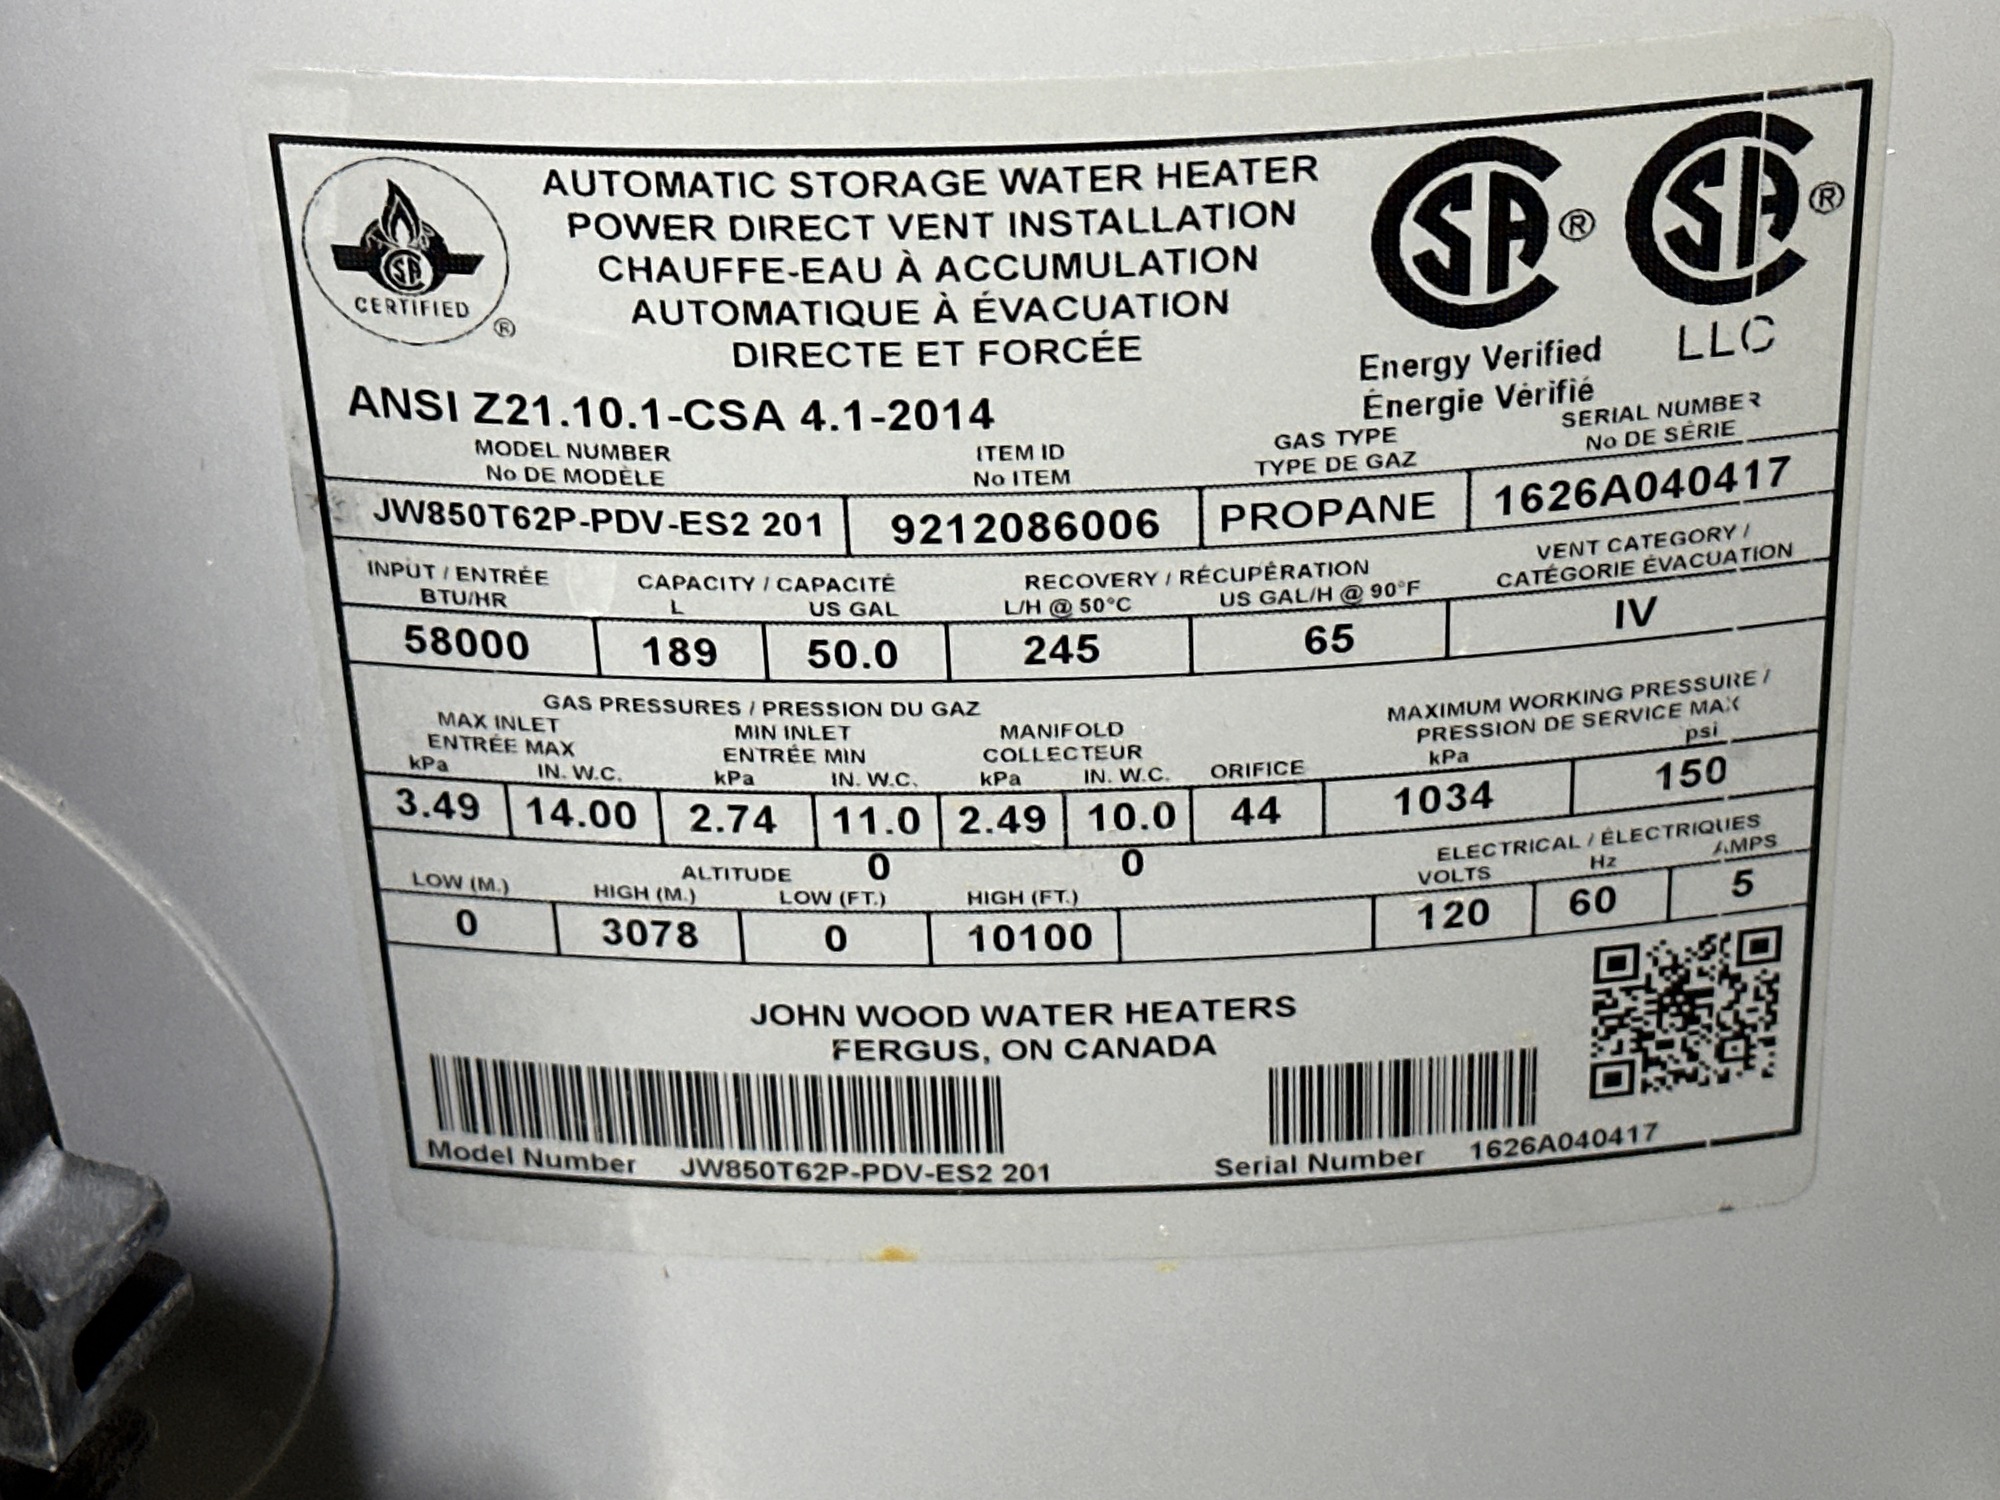 AUTOMATIC STORAGE WATER HEATER
POWER DIRECT VENT INSTALLATION
CHAUFFE-EAU À ACCUMULATION
AUTOMATIQUE À ÉVACUATION
DIRECTE ET FORCÉE
CSA
CERTIFIED
®
CSA ®
Energy Verified
Énergie Vérifié
CSA ®
LLC
ANSI Z21.10.1-CSA 4.1-2014
MODEL NUMBER ITEM ID GAS TYPE SERIAL NUMBER
No DE MODÈLE No ITEM TYPE DE GAZ No DE SÉRIE
JW850T62P-PDV-ES2 201 9212086006 PROPANE 1626A040417
INPUT / ENTRÉE CAPACITY / CAPACITÉ RECOVERY / RÉCUPÉRATION VENT CATEGORY /
BTU/HR L US GAL L/H @ 50°C US GAL/H @ 90°F CATÉGORIE ÉVACUATION
58000 189 50.0 245 65 IV
GAS PRESSURES / PRESSION DU GAZ MAXIMUM WORKING PRESSURE /
MAX INLET MIN INLET MANIFOLD PRESSION DE SERVICE MAX
ENTRÉE MAX ENTRÉE MIN COLLECTEUR
kPa IN. W.C. kPa IN. W.C. kPa IN. W.C. ORIFICE kPa psi
3.49 14.00 2.74 11.0 2.49 10.0 44 1034 150
0 0
ALTITUDE ELECTRICAL / ÉLECTRIQUES
LOW (M.) HIGH (M.) LOW (FT.) HIGH (FT.) VOLTS Hz AMPS
0 3078 0 10100 120 60 5
JOHN WOOD WATER HEATERS
FERGUS, ON CANADA
Model Number JW850T62P-PDV-ES2 201 Serial Number 1626A040417